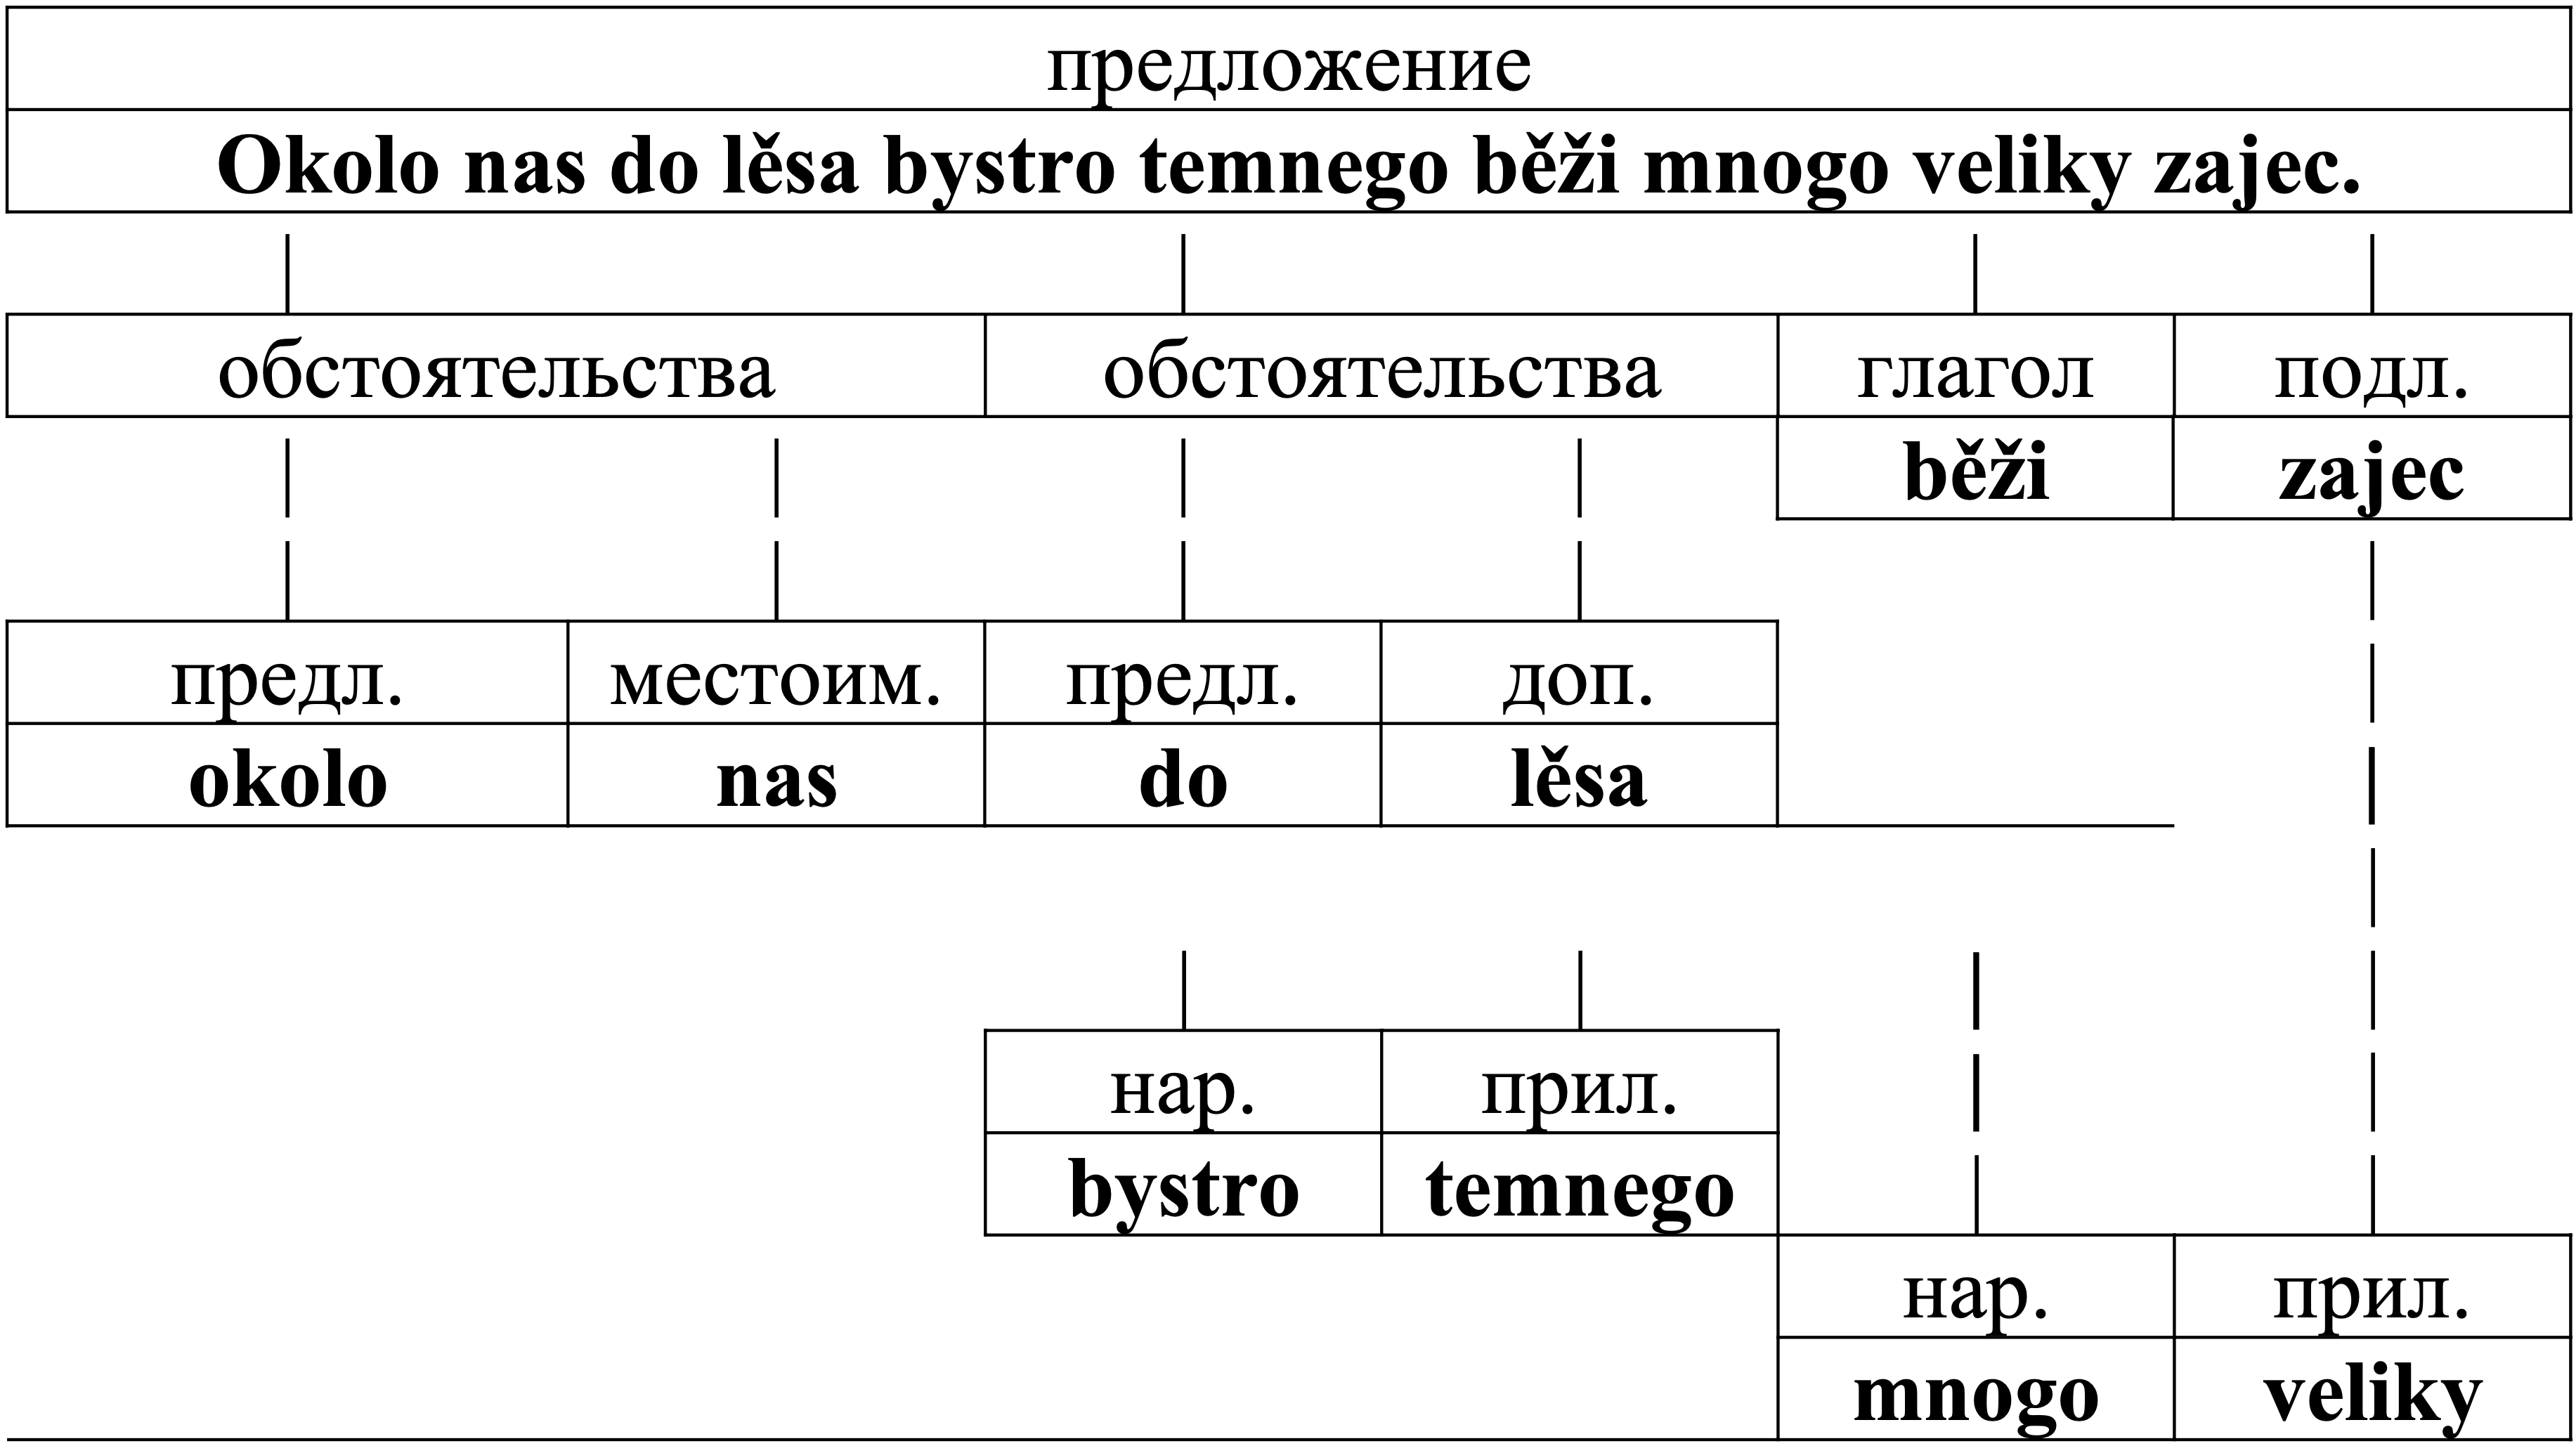 предложение
Okolo nas do lěsa bystro temnego běži mnogo veliky zajec.
обстоятельства обстоятельства глагол подл.
běži zajec
предл. местоим. предл. доп.
okolo nas do lěsa
нар. прил.
bystro temnego
нар. прил.
mnogo veliky